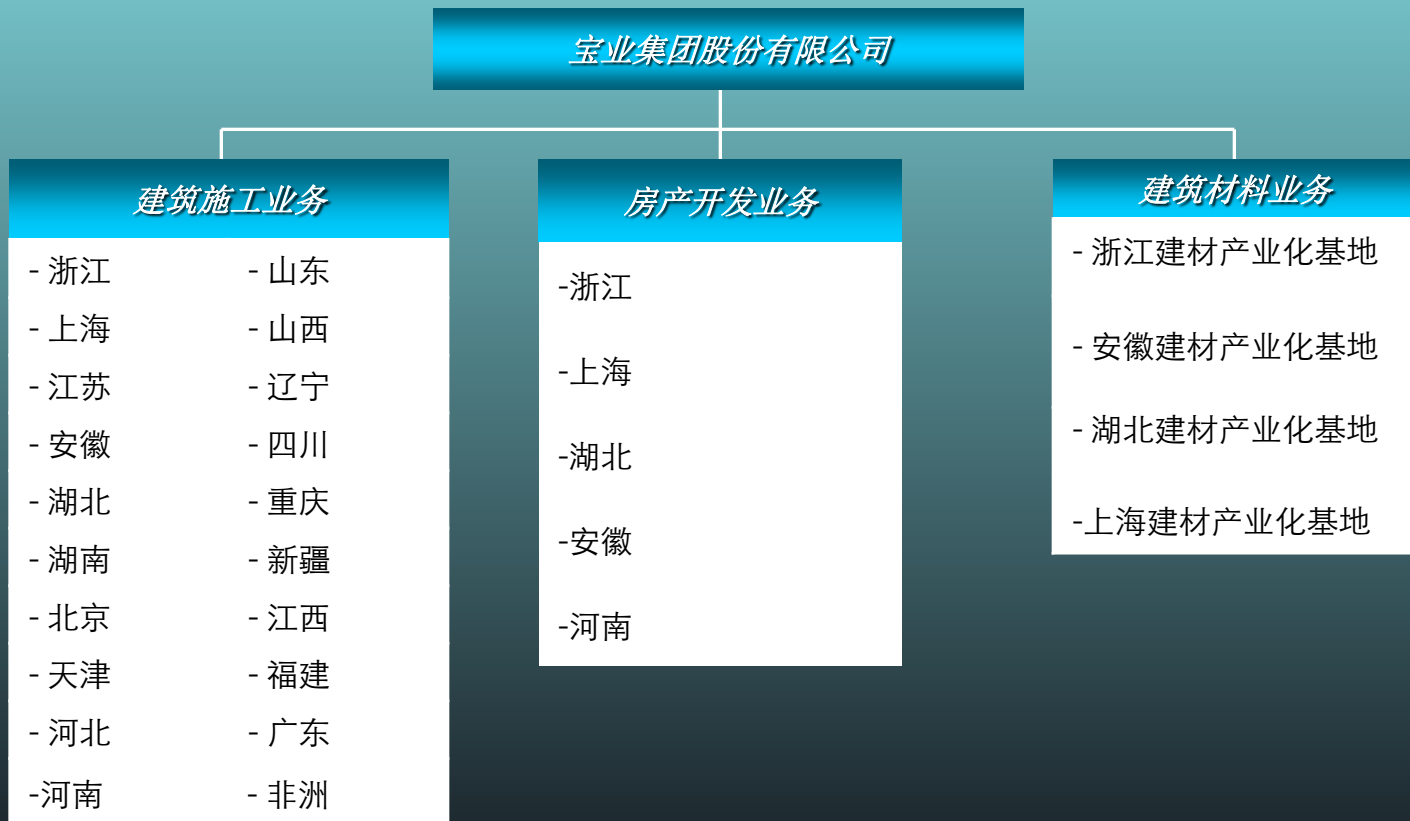 宝业集团股份有限公司
建筑施工业务
- 浙江 - 山东
- 上海 - 山西
- 江苏 - 辽宁
- 安徽 - 四川
- 湖北 - 重庆
- 湖南 - 新疆
- 北京 - 江西
- 天津 - 福建
- 河北 - 广东
-河南 - 非洲
房产开发业务
-浙江
-上海
-湖北
-安徽
-河南
建筑材料业务
- 浙江建材产业化基地
- 安徽建材产业化基地
- 湖北建材产业化基地
-上海建材产业化基地